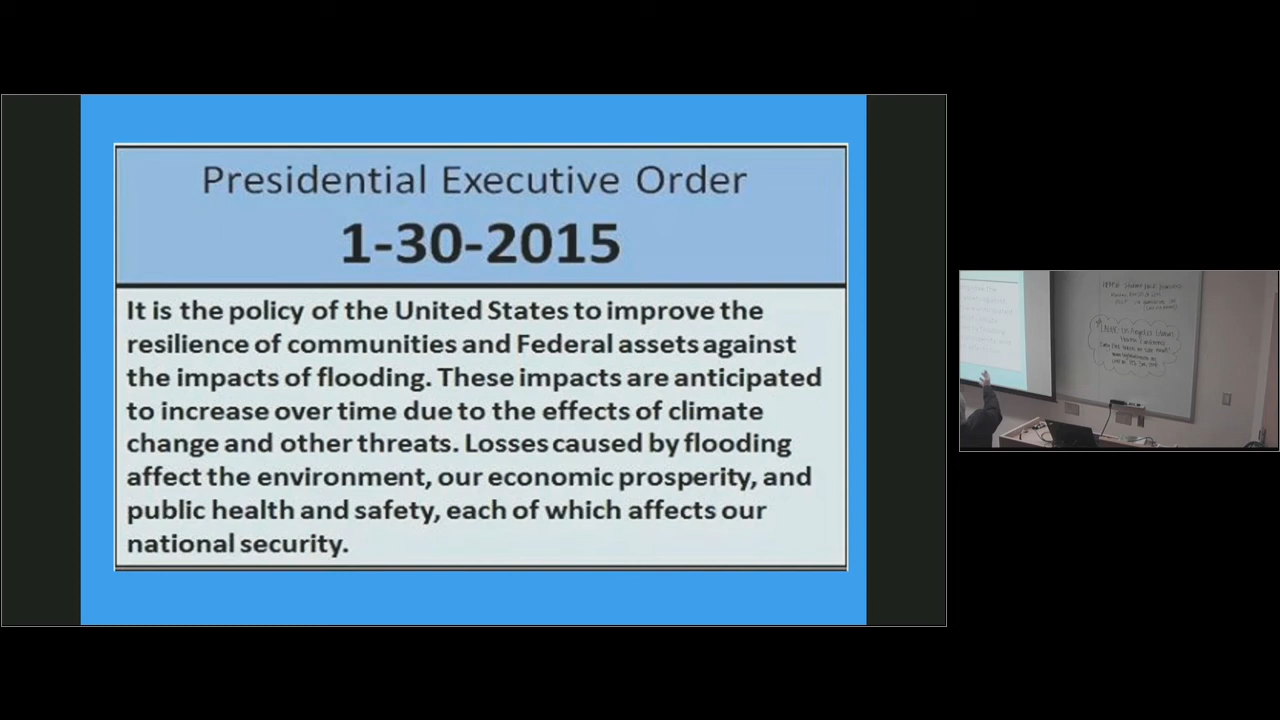 Presidential Executive Order
1-30-2015
It is the policy of the United States to improve the
resilience of communities and Federal assets against
the impacts of flooding. These impacts are anticipated
to increase over time due to the effects of climate
change and other threats. Losses caused by flooding
affect the environment, our economic prosperity, and
public health and safety, each of which affects our
national security.